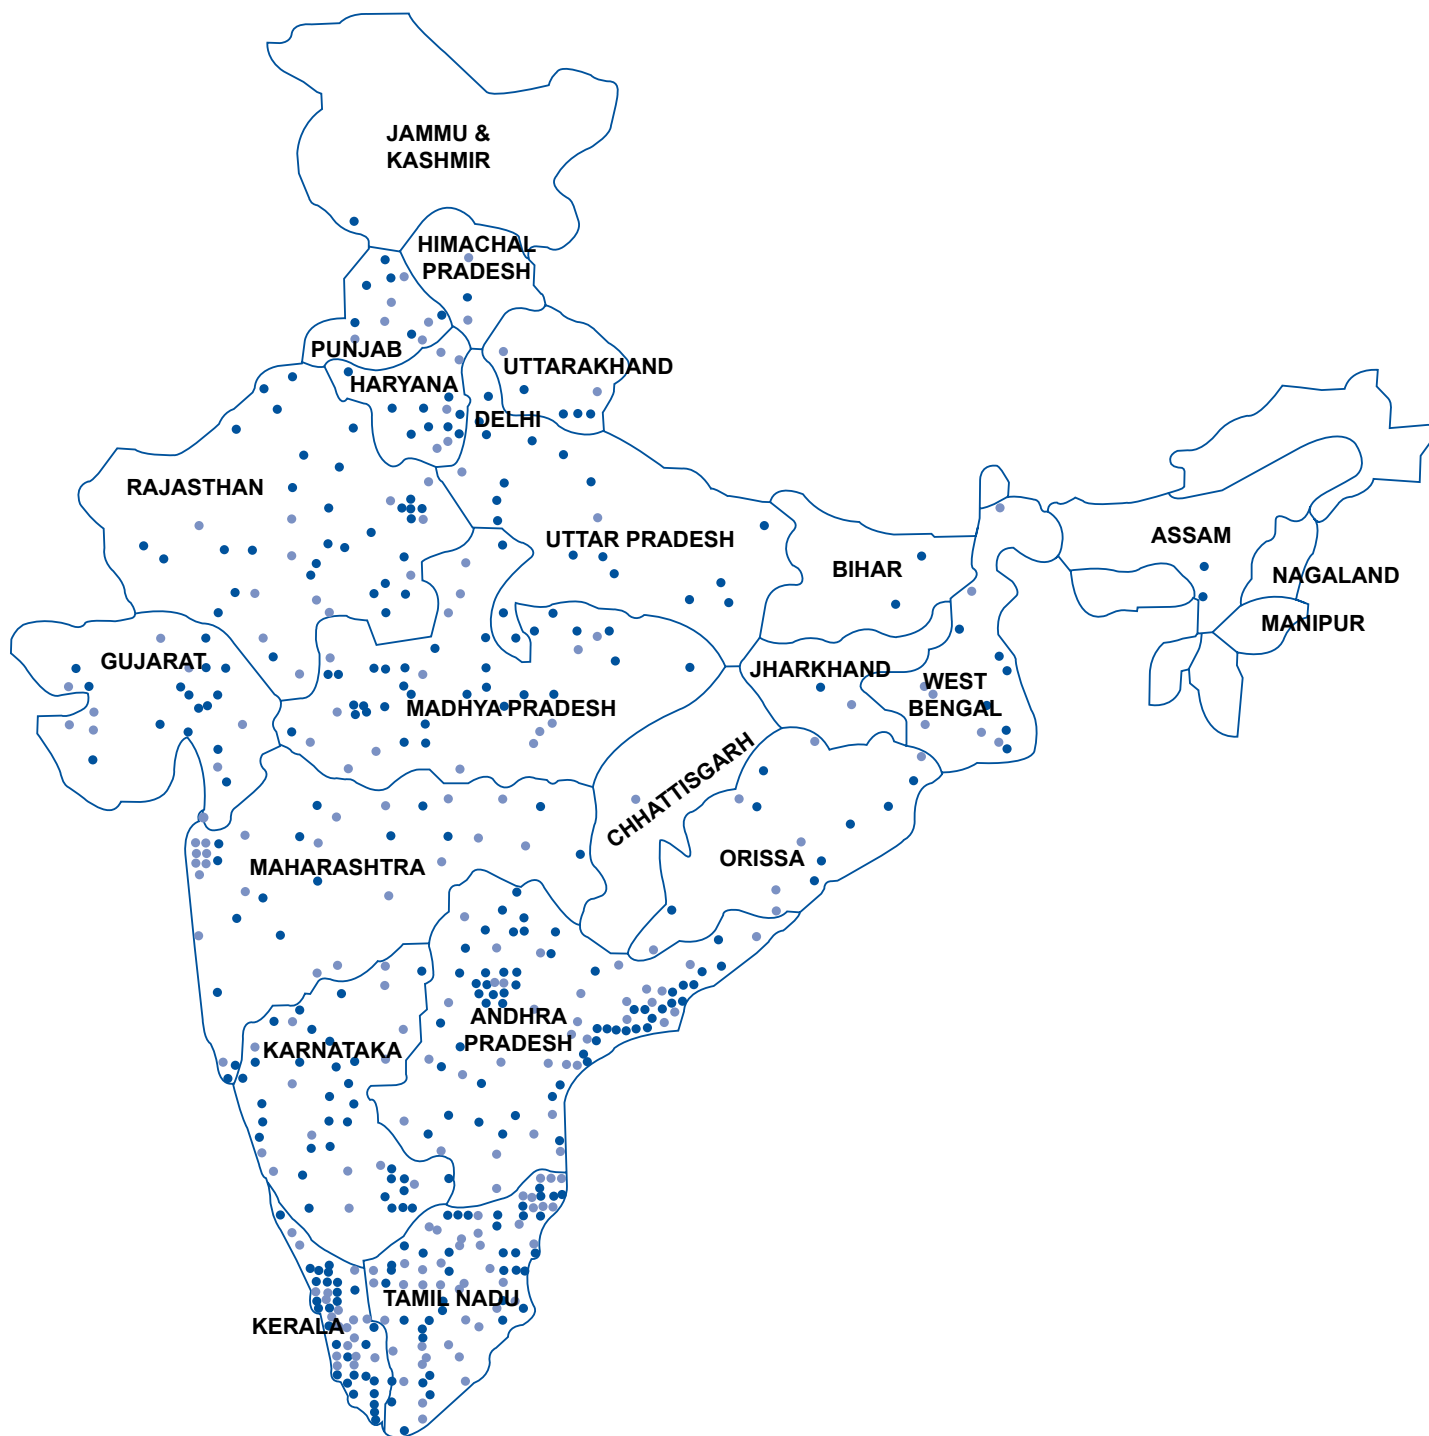 JAMMU &
KASHMIR
HIMACHAL
PRADESH
PUNJAB
UTTARAKHAND
HARYANA
DELHI
RAJASTHAN
UTTAR PRADESH
ASSAM
BIHAR
NAGALAND
MANIPUR
GUJARAT
JHARKHAND
WEST
BENGAL
MADHYA PRADESH
CHHATTISGARH
ORISSA
MAHARASHTRA
ANDHRA
PRADESH
KARNATAKA
TAMIL NADU
KERALA